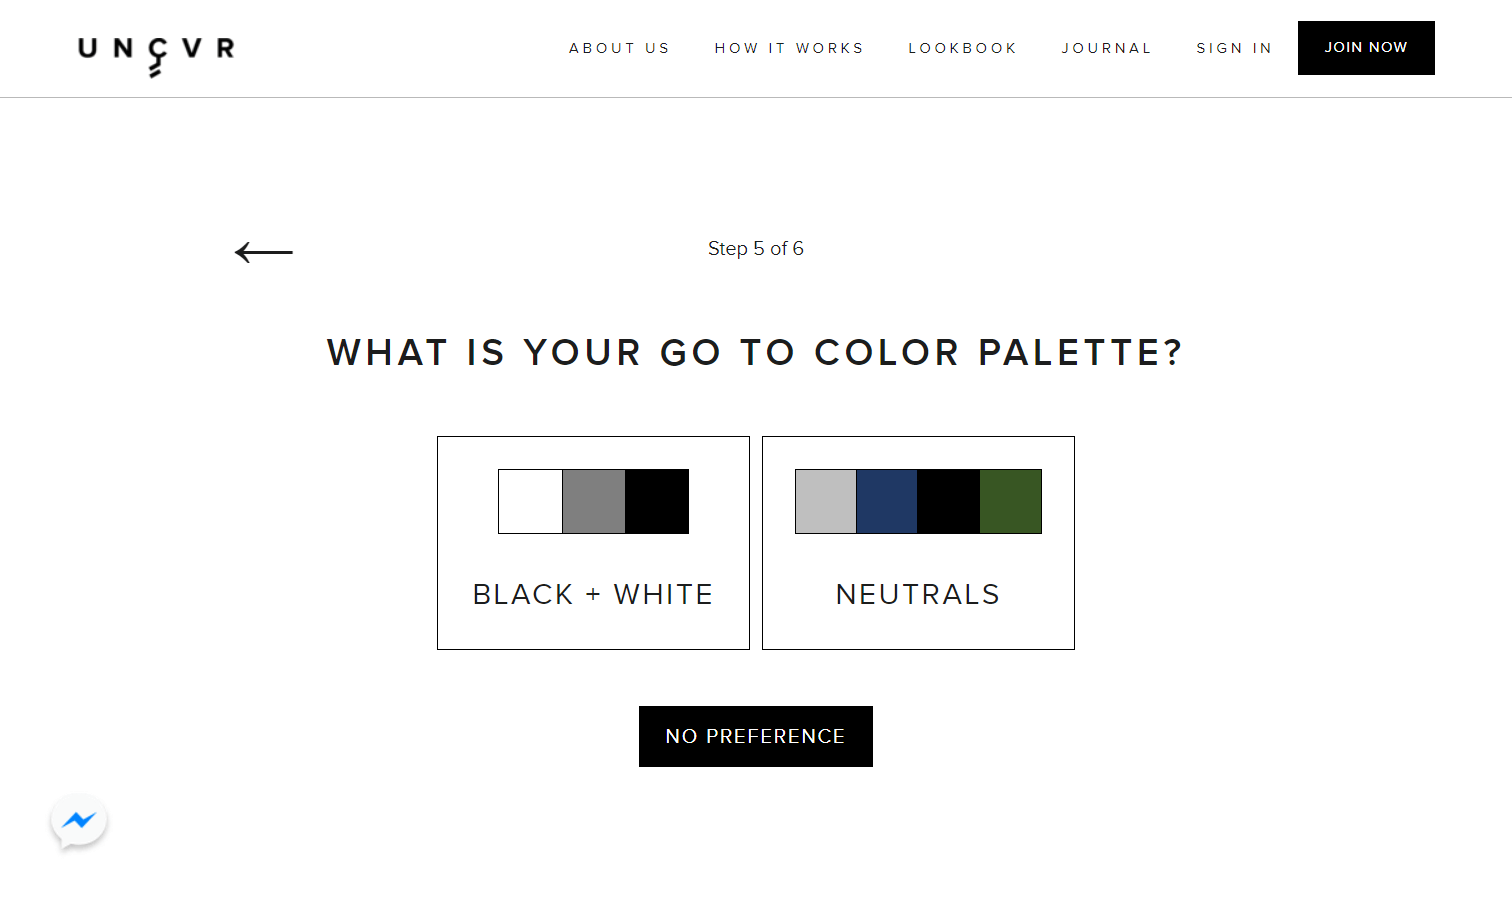 UNCVR
ABOUT US
HOW IT WORKS
LOOKBOOK
JOURNAL
SIGN IN
JOIN NOW
Step 5 of 6
WHAT IS YOUR GO TO COLOR PALETTE?
BLACK + WHITE
NEUTRALS
NO PREFERENCE